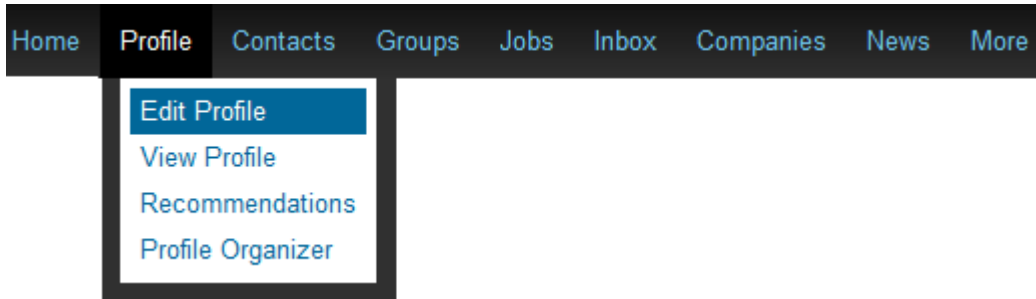 Home Profile Contacts Groups Jobs Inbox Companies News More
Edit Profile
View Profile
Recommendations
Profile Organizer